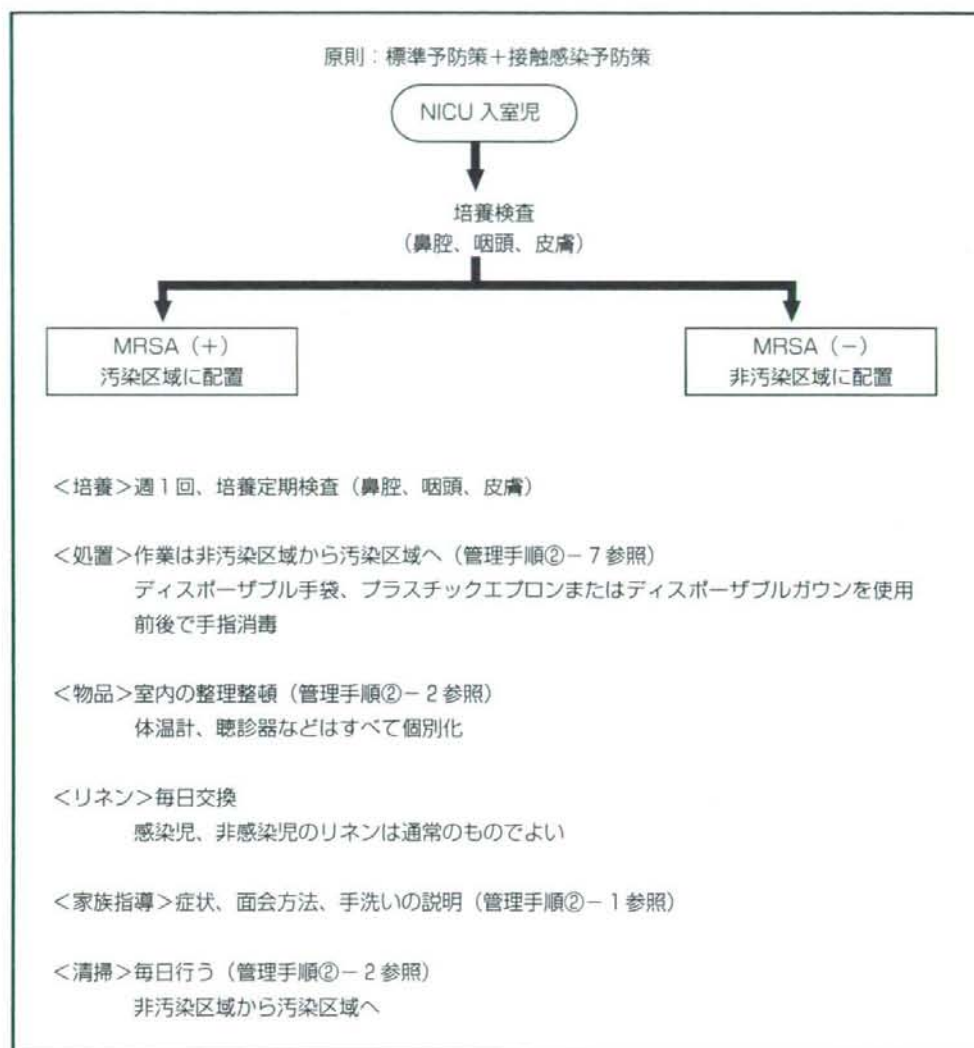 原則：標準予防策＋接触感染予防策
NICU 入室児
培養検査
（鼻腔、咽頭、皮膚）
MRSA（＋）
汚染区域に配置
MRSA（－）
非汚染区域に配置
＜培養＞週1回、培養定期検査（鼻腔、咽頭、皮膚）
＜処置＞作業は非汚染区域から汚染区域へ（管理手順②－7参照）
ディスポーザブル手袋、プラスチックエプロンまたはディスポーザブルガウンを使用
前後で手指消毒
＜物品＞室内の整理整頓（管理手順②－2参照）
体温計、聴診器などはすべて個別化
＜リネン＞毎日交換
感染児、非感染児のリネンは通常のものでよい
＜家族指導＞症状、面会方法、手洗いの説明（管理手順②－1参照）
＜清掃＞毎日行う（管理手順②－2参照）
非汚染区域から汚染区域へ